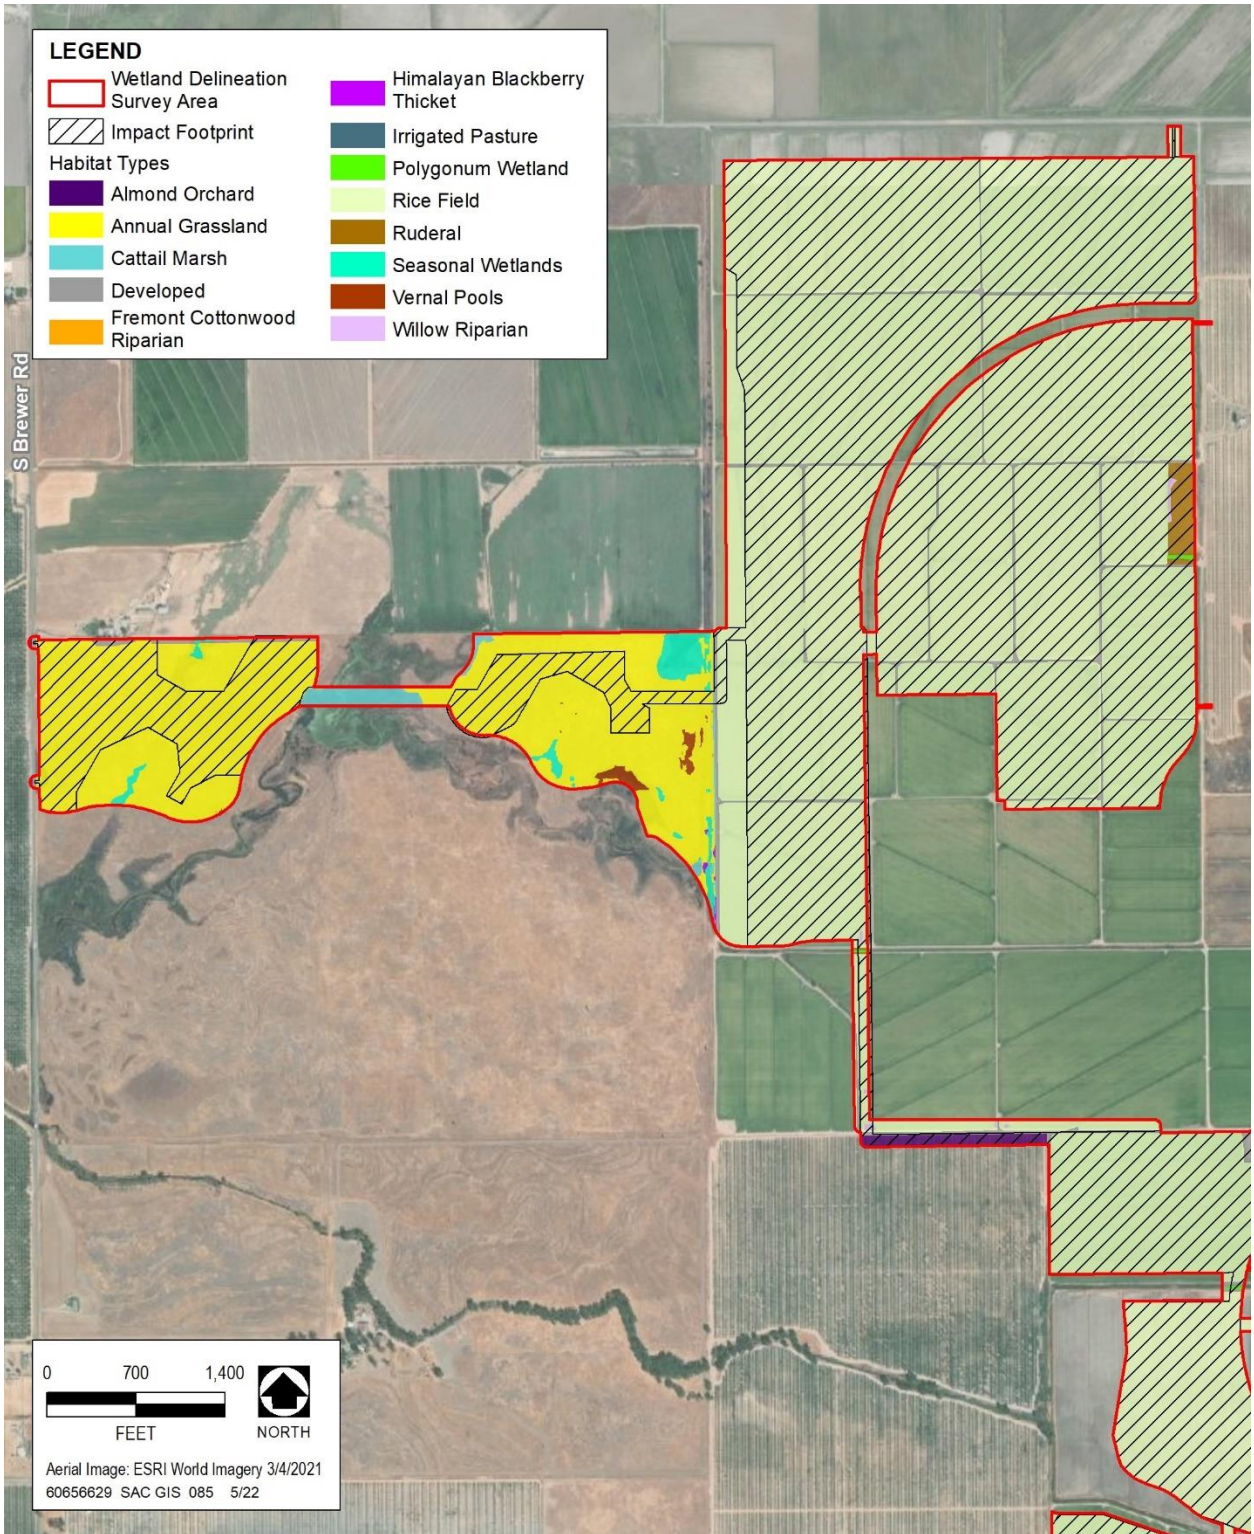 LEGEND
Wetland Delineation
Survey Area
Impact Footprint
Habitat Types
Almond Orchard
Annual Grassland
Cattail Marsh
Developed
Fremont Cottonwood
Riparian
Himalayan Blackberry
Thicket
Irrigated Pasture
Polygonum Wetland
Rice Field
Ruderal
Seasonal Wetlands
Vernal Pools
Willow Riparian
S Brewer Rd
0 700 1,400
FEET
NORTH
Aerial Image: ESRI World Imagery 3/4/2021
60656629 SAC GIS 085 5/22